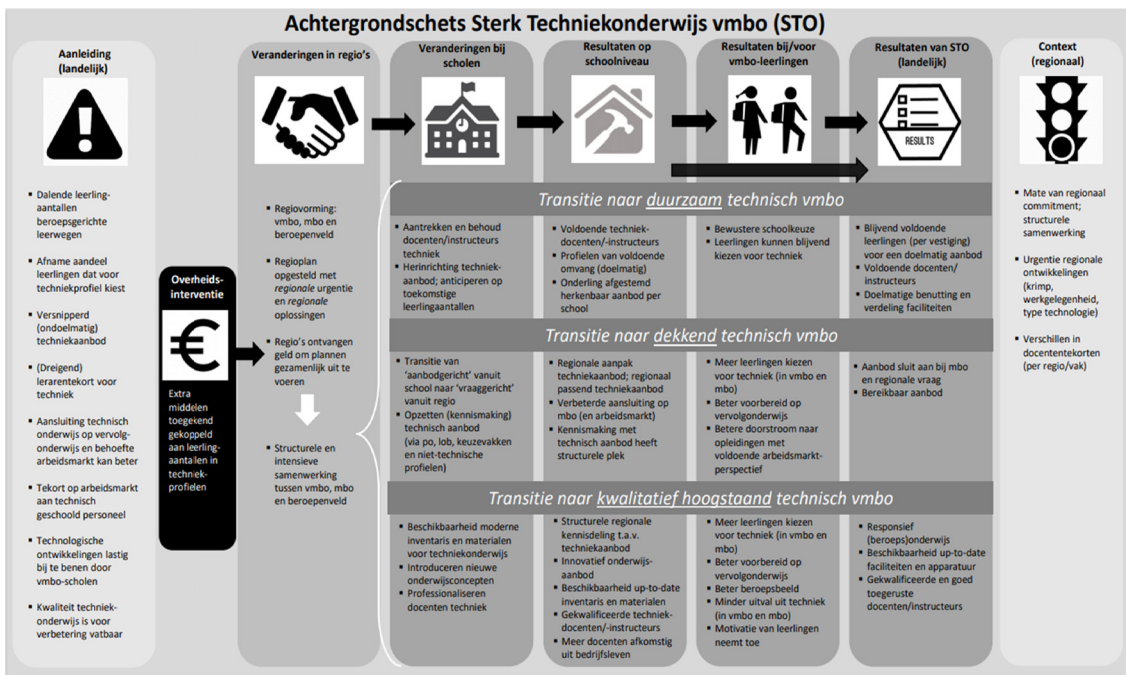 Achtergrondschets Sterk Techniekonderwijs vmbo (STO)
Aanleiding
(landelijk)
▪ Dalende leerling-
aantallen
beroepsgerichte
leerwegen
▪ Afname aandeel
leerlingen dat voor
techniekprofiel kiest
▪ Versnipperd
(ondoelmatig)
techniekaanbod
▪ (Dreigend)
lerarentekort voor
techniek
▪ Aansluiting technisch
onderwijs op vervolg-
onderwijs en behoefte
arbeidsmarkt kan beter
▪ Tekort op arbeidsmarkt
aan technisch
geschoold personeel
▪ Technologische
ontwikkelingen lastig
bij te benen door
vmbo-scholen
▪ Kwaliteit techniek-
onderwijs is voor
verbetering vatbaar
Overheids-
interventie
€
Extra
middelen
toegekend
gekoppeld
aan leerling-
aantallen in
techniek-
profielen
Veranderingen in regio's
▪ Regiovorming:
vmbo, mbo en
beroepenveld
▪ Regioplan
opgesteld met
regionale urgentie
en regionale
oplossingen
▪ Regio's ontvangen
geld om plannen
gezamenlijk uit te
voeren
▪ Structurele en
intensieve
samenwerking
tussen vmbo, mbo
en beroepenveld
Veranderingen bij
scholen
Resultaten op
schoolniveau
Resultaten bij/voor
vmbo-leerlingen
Resultaten van STO
(landelijk)
RESULTS
Transitie naar duurzaam technisch vmbo
▪ Aantrekken en behoud
docenten/instructeurs
techniek
▪ Herinrichting techniek-
aanbod; anticiperen op
toekomstige
leerlingaantallen
▪ Voldoende techniek-
docenten/-instructeurs
▪ Profielen van voldoende
omvang (doelmatig)
▪ Onderling afgestemd
herkenbaar aanbod per
school
▪ Bewustere schoolkeuze
▪ Leerlingen kunnen blijvend
kiezen voor techniek
▪ Blijvend voldoende
leerlingen (per vestiging)
voor een doelmatig aanbod
▪ Voldoende docenten/
instructeurs
▪ Doelmatige benutting en
verdeling faciliteiten
Transitie naar dekkend technisch vmbo
▪ Transitie van
'aanbodgericht' vanuit
school naar 'vraaggericht'
vanuit regio
▪ Opzetten (kennismaking)
technisch aanbod
(via po, lob, keuzevakken
en niet-technische
profielen)
▪ Regionale aanpak
techniekaanbod; regionaal
passend techniekaanbod
▪ Verbeterde aansluiting op
mbo (en arbeidsmarkt)
▪ Kennismaking met
technisch aanbod heeft
structurele plek
▪ Meer leerlingen kiezen
voor techniek (in vmbo en
mbo)
▪ Beter voorbereid op
vervolgonderwijs
▪ Betere doorstroom naar
opleidingen met
voldoende arbeidsmarkt-
perspectief
▪ Aanbod sluit aan bij mbo
en regionale vraag
▪ Bereikbaar aanbod
Transitie naar kwalitatief hoogstaand technisch vmbo
▪ Beschikbaarheid moderne
inventaris en materialen
voor techniekonderwijs
▪ Introduceren nieuwe
onderwijsconcepten
▪ Professionaliseren
docenten techniek
▪ Structurele regionale
kennisdeling t.a.v.
techniekaanbod
▪ Innovatief onderwijs-
aanbod
▪ Beschikbaarheid up-to-date
inventaris en materialen
▪ Gekwalificeerde techniek-
docenten/-instructeurs
▪ Meer docenten afkomstig
uit bedrijfsleven
▪ Meer leerlingen kiezen
voor techniek (in vmbo en
mbo)
▪ Beter voorbereid op
vervolgonderwijs
▪ Beter beroepsbeeld
▪ Minder uitval uit techniek
(in vmbo en mbo)
▪ Motivatie van leerlingen
neemt toe
▪ Responsief
(beroeps)onderwijs
▪ Beschikbaarheid up-to-date
faciliteiten en apparatuur
▪ Gekwalificeerde en goed
toegeruste
docenten/instructeurs
Context
(regionaal)
▪ Mate van regionaal
commitment;
structurele
samenwerking
▪ Urgentie regionale
ontwikkelingen
(krimp,
werkgelegenheid,
type technologie)
▪ Verschillen in
docententekorten
(per regio/vak)